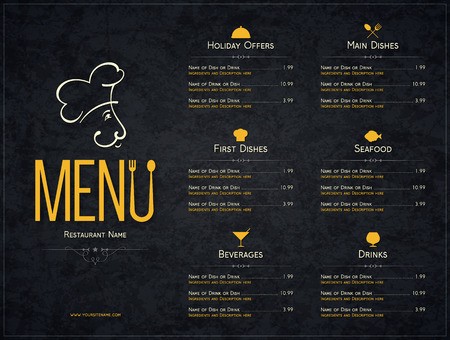 MENU
Restaurant Name
www.yoursitename.com
Holiday Offers
Name of Dish or Drink 1.99
Ingredients and Description here
Name of Dish or Drink 10.99
Ingredients and Description here
Name of Dish or Drink 3.99
Ingredients and Description here
Main Dishes
Name of Dish or Drink 1.99
Ingredients and Description here
Name of Dish or Drink 10.99
Ingredients and Description here
Name of Dish or Drink 3.99
Ingredients and Description here
First Dishes
Name of Dish or Drink 1.99
Ingredients and Description here
Name of Dish or Drink 10.99
Ingredients and Description here
Name of Dish or Drink 3.99
Ingredients and Description here
Seafood
Name of Dish or Drink 1.99
Ingredients and Description here
Name of Dish or Drink 10.99
Ingredients and Description here
Name of Dish or Drink 3.99
Ingredients and Description here
Beverages
Name of Dish or Drink 1.99
Ingredients and Description here
Name of Dish or Drink 10.99
Ingredients and Description here
Name of Dish or Drink 3.99
Ingredients and Description here
Drinks
Name of Dish or Drink 1.99
Ingredients and Description here
Name of Dish or Drink 10.99
Ingredients and Description here
Name of Dish or Drink 3.99
Ingredients and Description here